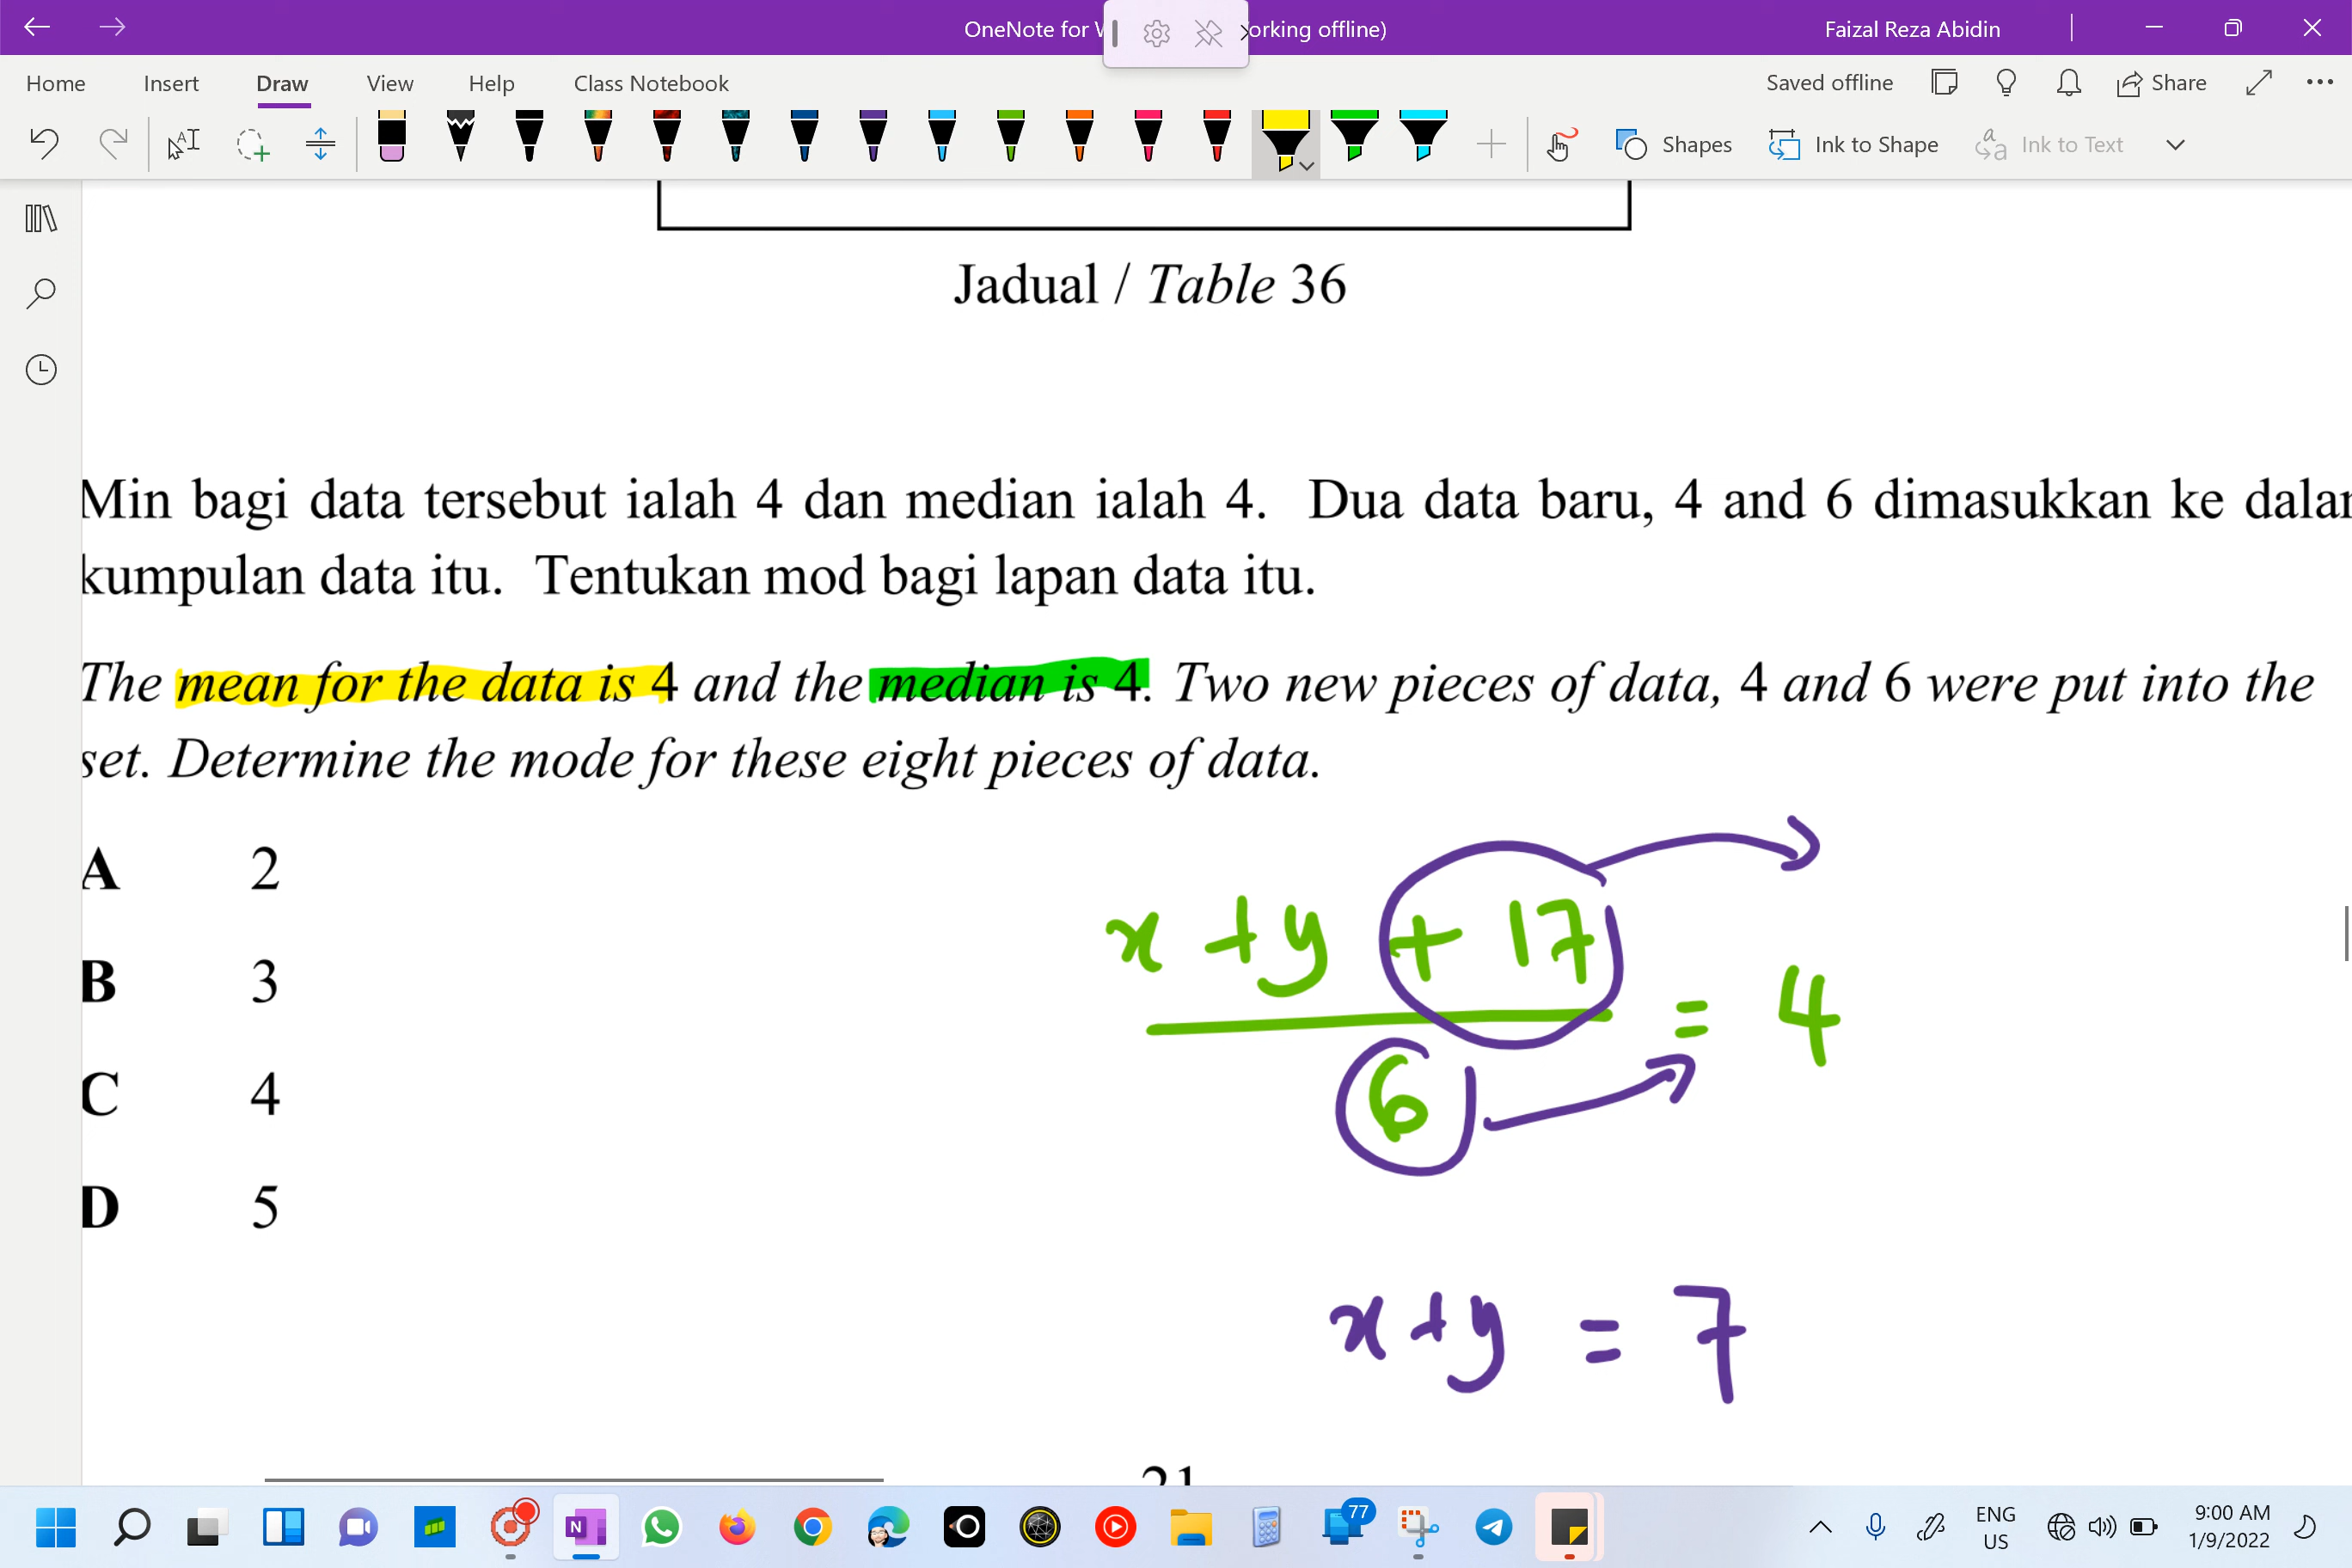 OneNote for W orking offline)
Faizal Reza Abidin
Home Insert Draw View Help Class Notebook
Saved offline Share
Shapes Ink to Shape Ink to Text
Jadual / Table 36
Min bagi data tersebut ialah 4 dan median ialah 4. Dua data baru, 4 and 6 dimasukkan ke dalam
kumpulan data itu. Tentukan mod bagi lapan data itu.
The mean for the data is 4 and the median is 4. Two new pieces of data, 4 and 6 were put into the
set. Determine the mode for these eight pieces of data.
A 2
B 3
C 4
D 5
x + y + 17
= 4
6
x + y = 7
21
77
ENG
US
9:00 AM
1/9/2022